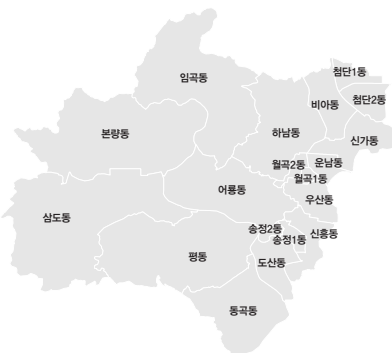 첨단1동
임곡동
첨단2동
비아동
본량동
하남동
신가동
월곡2동
운남동
월곡1동
어룡동
우산동
삼도동
송정2동
신흥동
송정1동
평동
도산동
동곡동